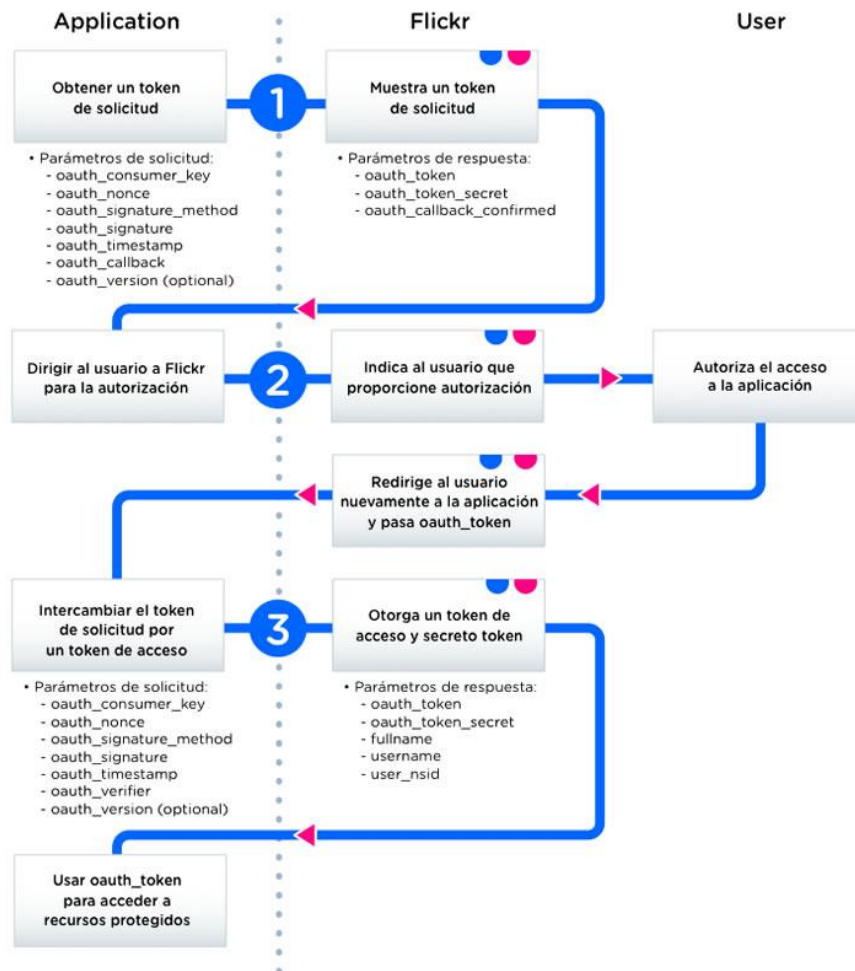 Application
Flickr
User
Obtener un token
de solicitud
1
Muestra un token
de solicitud
• Parámetros de solicitud:
- oauth_consumer_key
- oauth_nonce
- oauth_signature_method
- oauth_signature
- oauth_timestamp
- oauth_callback
- oauth_version (optional)
• Parámetros de respuesta:
- oauth_token
- oauth_token_secret
- oauth_callback_confirmed
Dirigir al usuario a Flickr
para la autorización
2
Indica al usuario que
proporcione autorización
Autoriza el acceso
a la aplicación
Redirige al usuario
nuevamente a la aplicación
y pasa oauth_token
Intercambiar el token
de solicitud por
un token de acceso
3
Otorga un token de
acceso y secreto token
• Parámetros de solicitud:
- oauth_consumer_key
- oauth_nonce
- oauth_signature_method
- oauth_signature
- oauth_timestamp
- oauth_verifier
- oauth_version (optional)
• Parámetros de respuesta:
- oauth_token
- oauth_token_secret
- fullname
- username
- user_nsid
Usar oauth_token
para acceder a
recursos protegidos